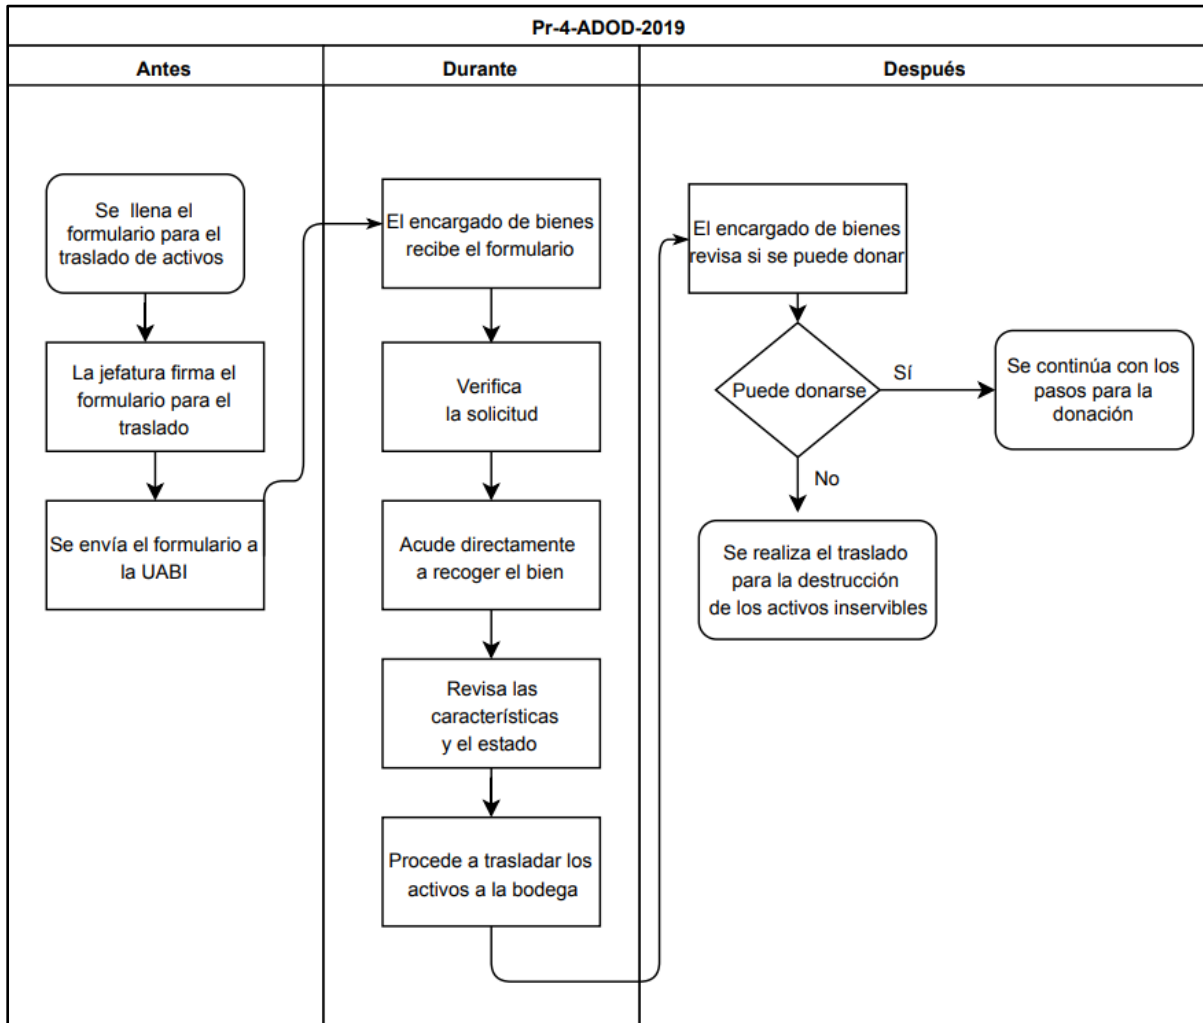 Pr-4-ADOD-2019
Antes
Durante
Después
Se llena el
formulario para el
traslado de activos
La jefatura firma el
formulario para el
traslado
Se envía el formulario a
la UABI
El encargado de bienes
recibe el formulario
Verifica
la solicitud
Acude directamente
a recoger el bien
Revisa las
características
y el estado
Procede a trasladar los
activos a la bodega
El encargado de bienes
revisa si se puede donar
Puede donarse
Sí
Se continúa con los
pasos para la
donación
No
Se realiza el traslado
para la destrucción
de los activos inservibles